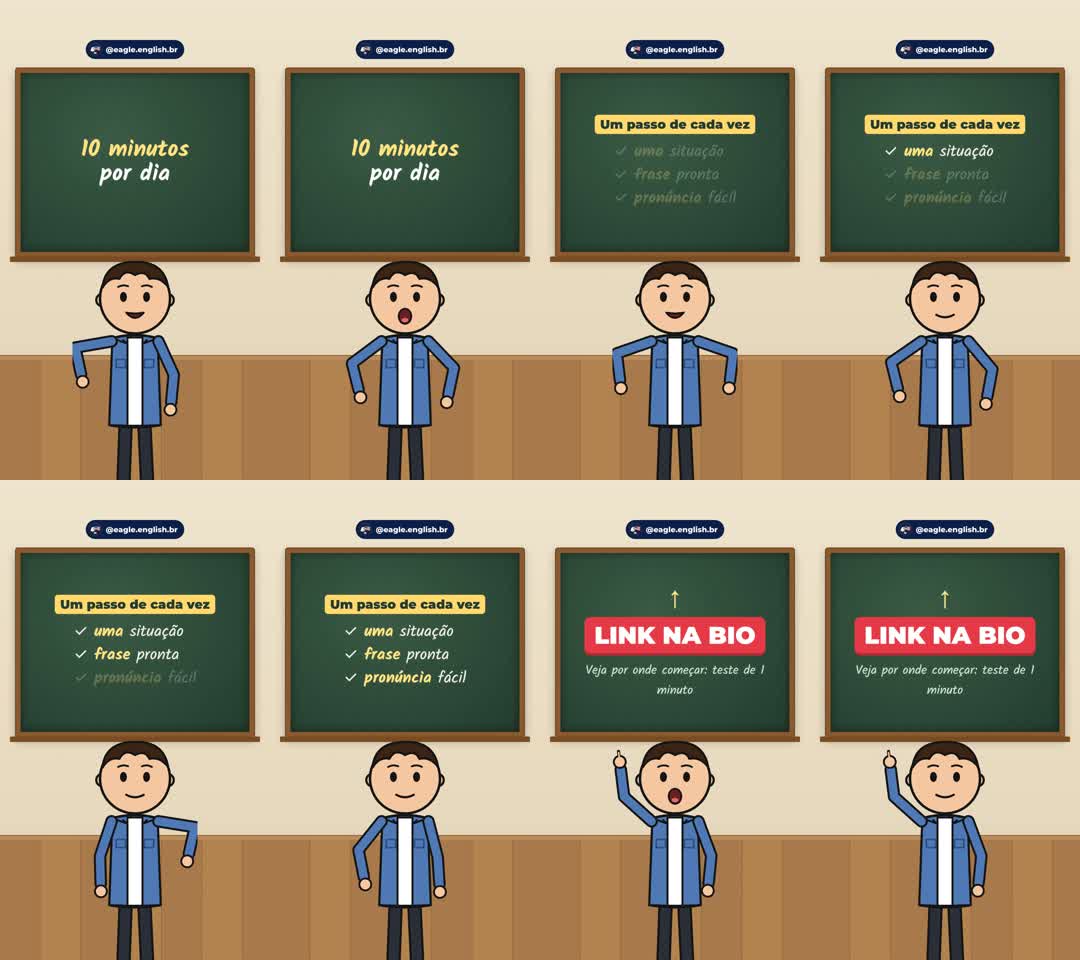 @eagle.english.br
@eagle.english.br
@eagle.english.br
@eagle.english.br
10 minutos
por dia
10 minutos
por dia
Um passo de cada vez
✓ uma situação
✓ frase pronta
✓ pronúncia fácil
Um passo de cada vez
✓ uma situação
✓ frase pronta
✓ pronúncia fácil
@eagle.english.br
@eagle.english.br
@eagle.english.br
@eagle.english.br
Um passo de cada vez
✓ uma situação
✓ frase pronta
✓ pronúncia fácil
Um passo de cada vez
✓ uma situação
✓ frase pronta
✓ pronúncia fácil
↑
LINK NA BIO
Veja por onde começar: teste de 1
minuto
↑
LINK NA BIO
Veja por onde começar: teste de 1
minuto